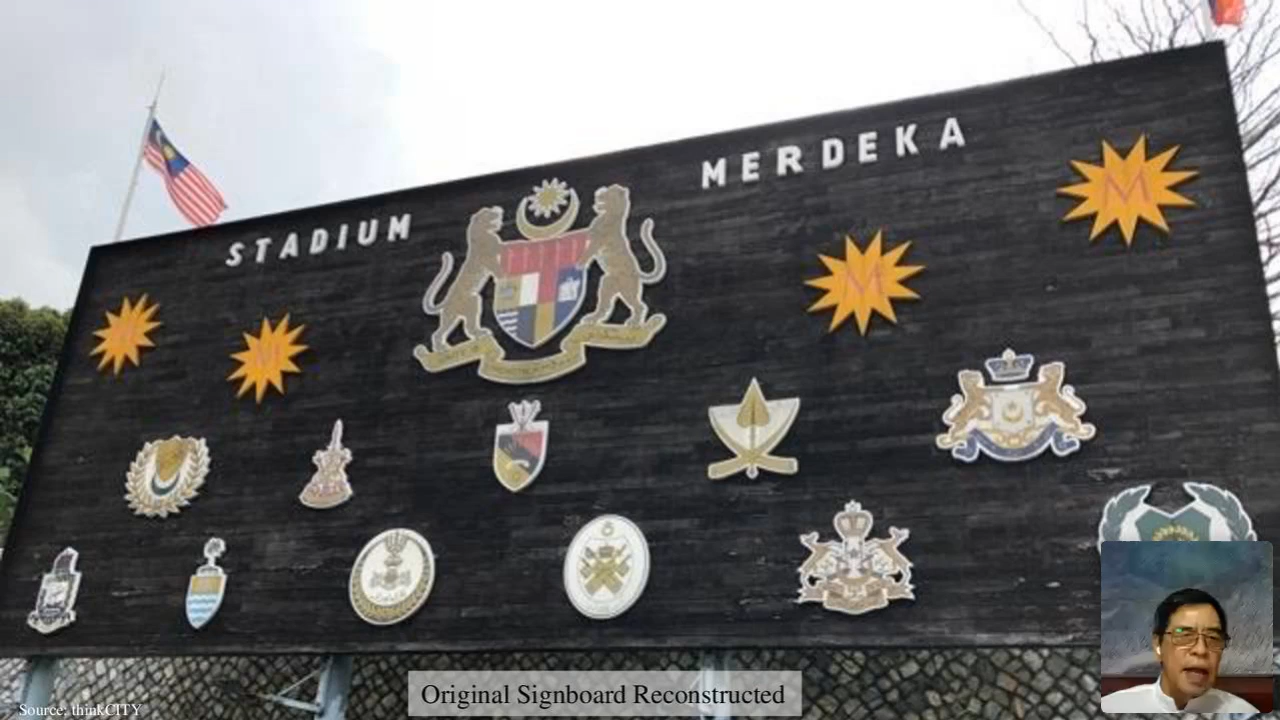 STADIUM MERDEKA
M
M
M
M
Original Signboard Reconstructed
Source: thinkCITY